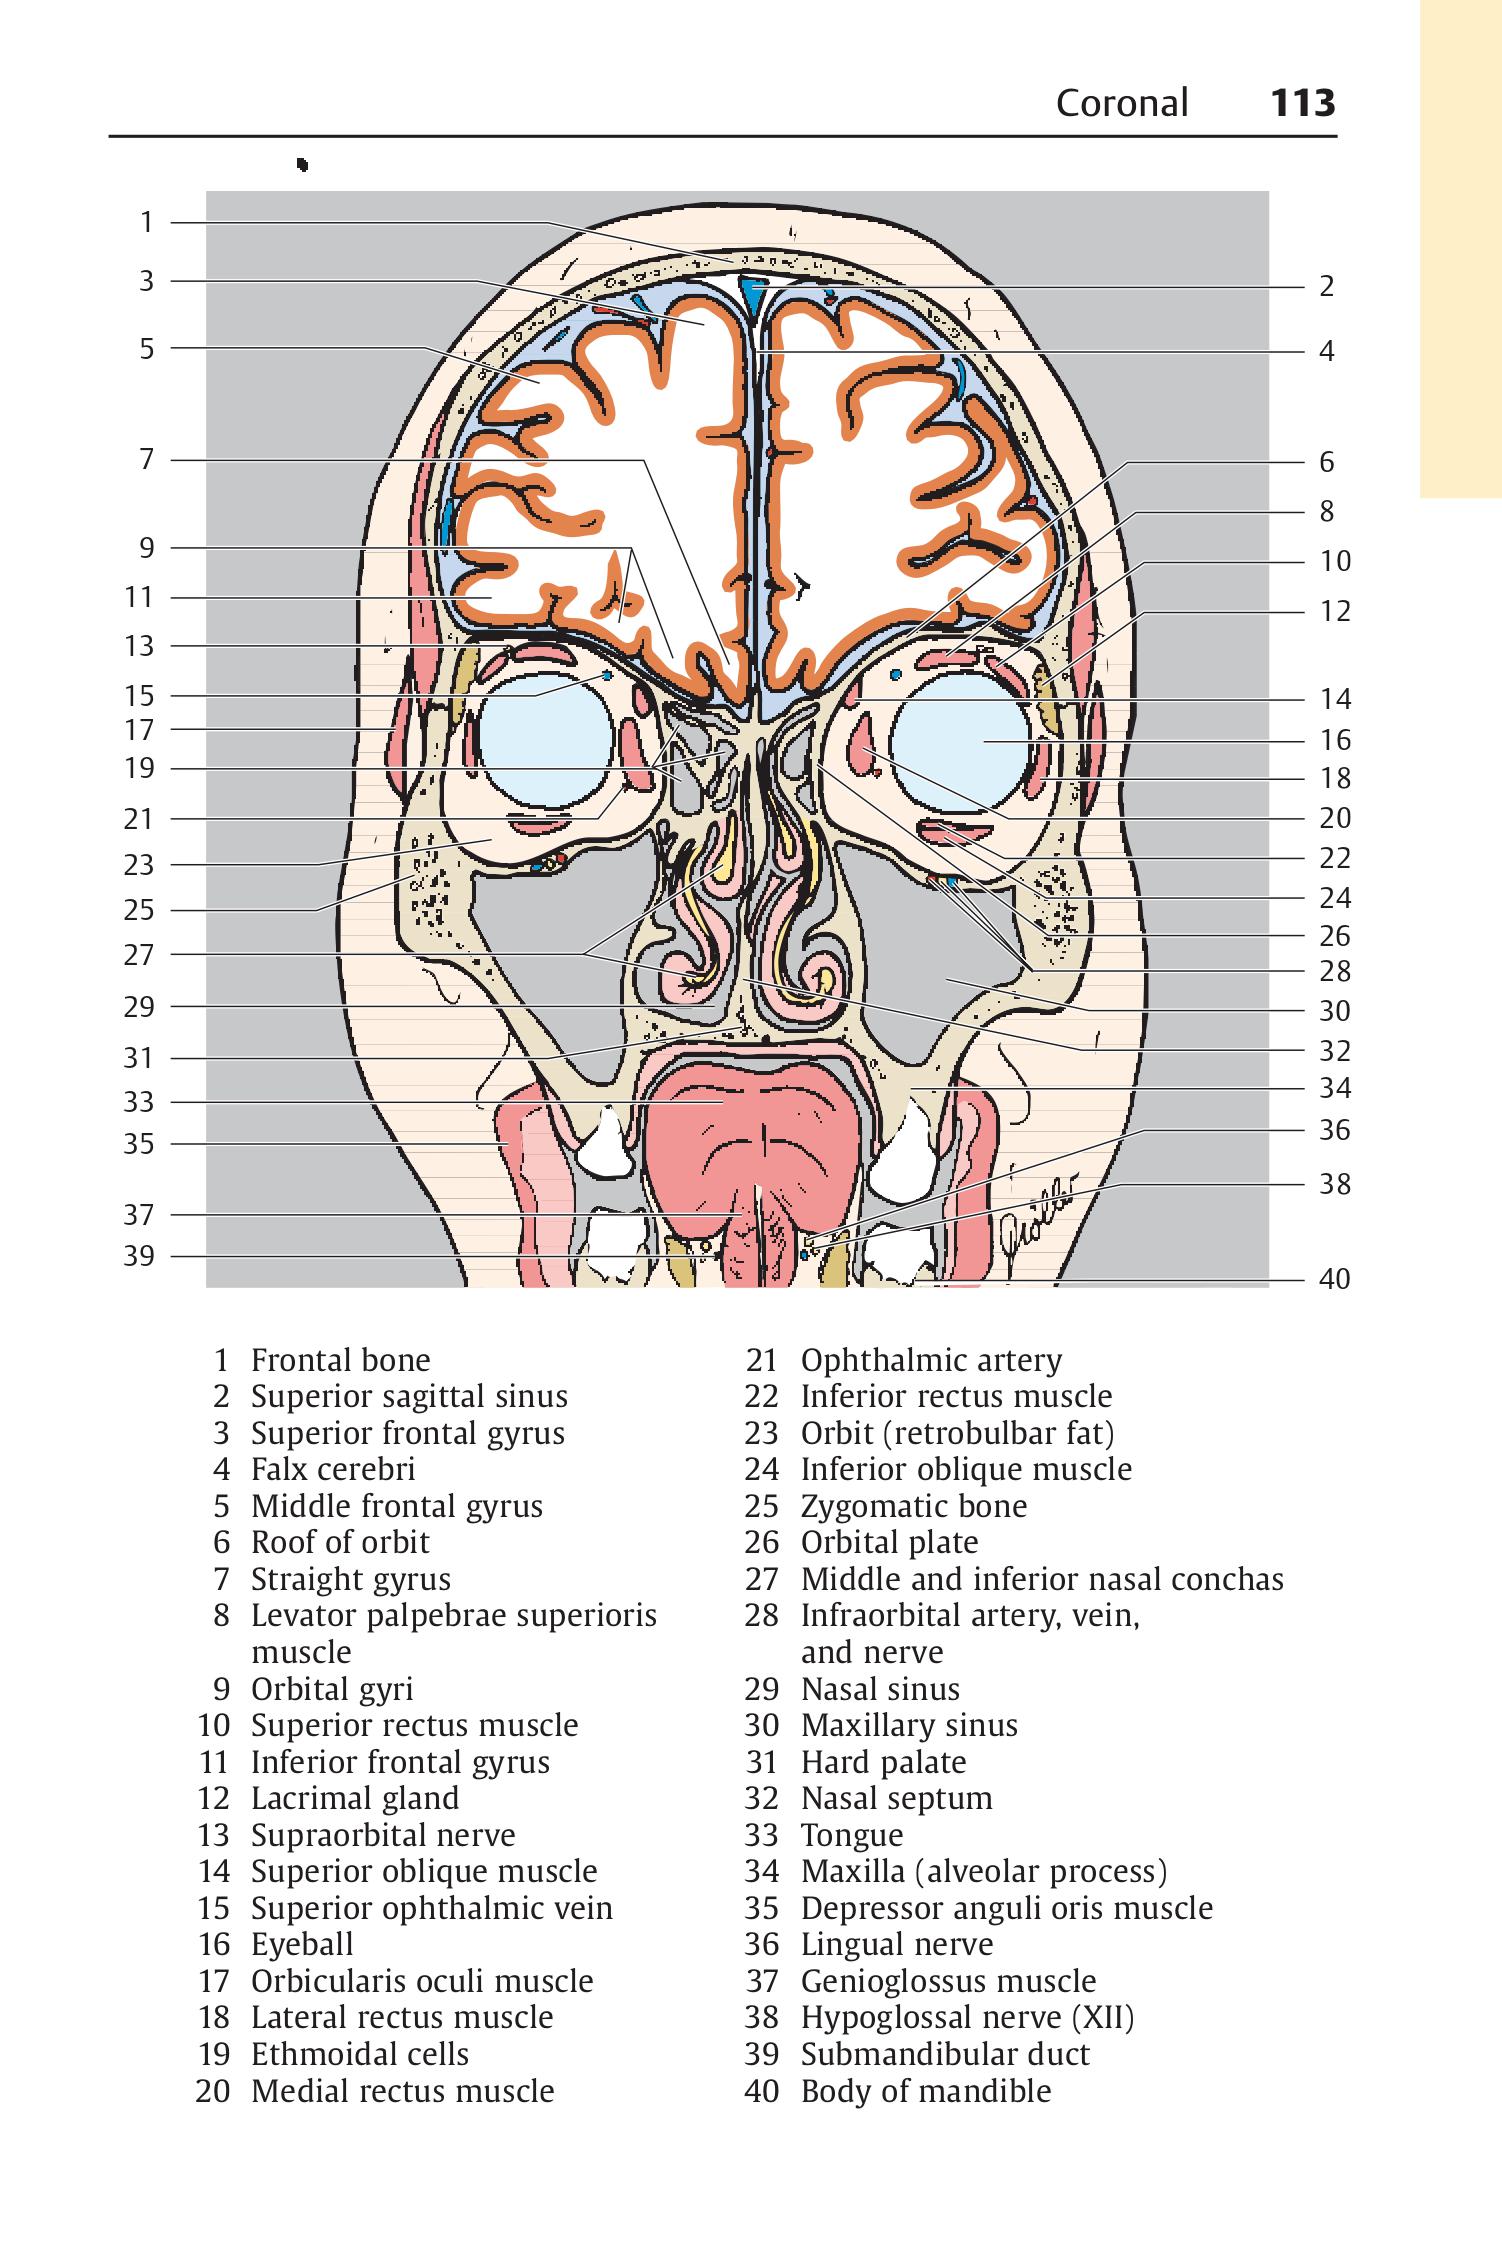 Coronal 113
1
3
5
7
9
11
13
15
17
19
21
23
25
27
29
31
33
35
37
39
2
4
6
8
10
12
14
16
18
20
22
24
26
28
30
32
34
36
38
40
1 Frontal bone
2 Superior sagittal sinus
3 Superior frontal gyrus
4 Falx cerebri
5 Middle frontal gyrus
6 Roof of orbit
7 Straight gyrus
8 Levator palpebrae superioris
muscle
9 Orbital gyri
10 Superior rectus muscle
11 Inferior frontal gyrus
12 Lacrimal gland
13 Supraorbital nerve
14 Superior oblique muscle
15 Superior ophthalmic vein
16 Eyeball
17 Orbicularis oculi muscle
18 Lateral rectus muscle
19 Ethmoidal cells
20 Medial rectus muscle
21 Ophthalmic artery
22 Inferior rectus muscle
23 Orbit (retrobulbar fat)
24 Inferior oblique muscle
25 Zygomatic bone
26 Orbital plate
27 Middle and inferior nasal conchas
28 Infraorbital artery, vein,
and nerve
29 Nasal sinus
30 Maxillary sinus
31 Hard palate
32 Nasal septum
33 Tongue
34 Maxilla (alveolar process)
35 Depressor anguli oris muscle
36 Lingual nerve
37 Genioglossus muscle
38 Hypoglossal nerve (XII)
39 Submandibular duct
40 Body of mandible